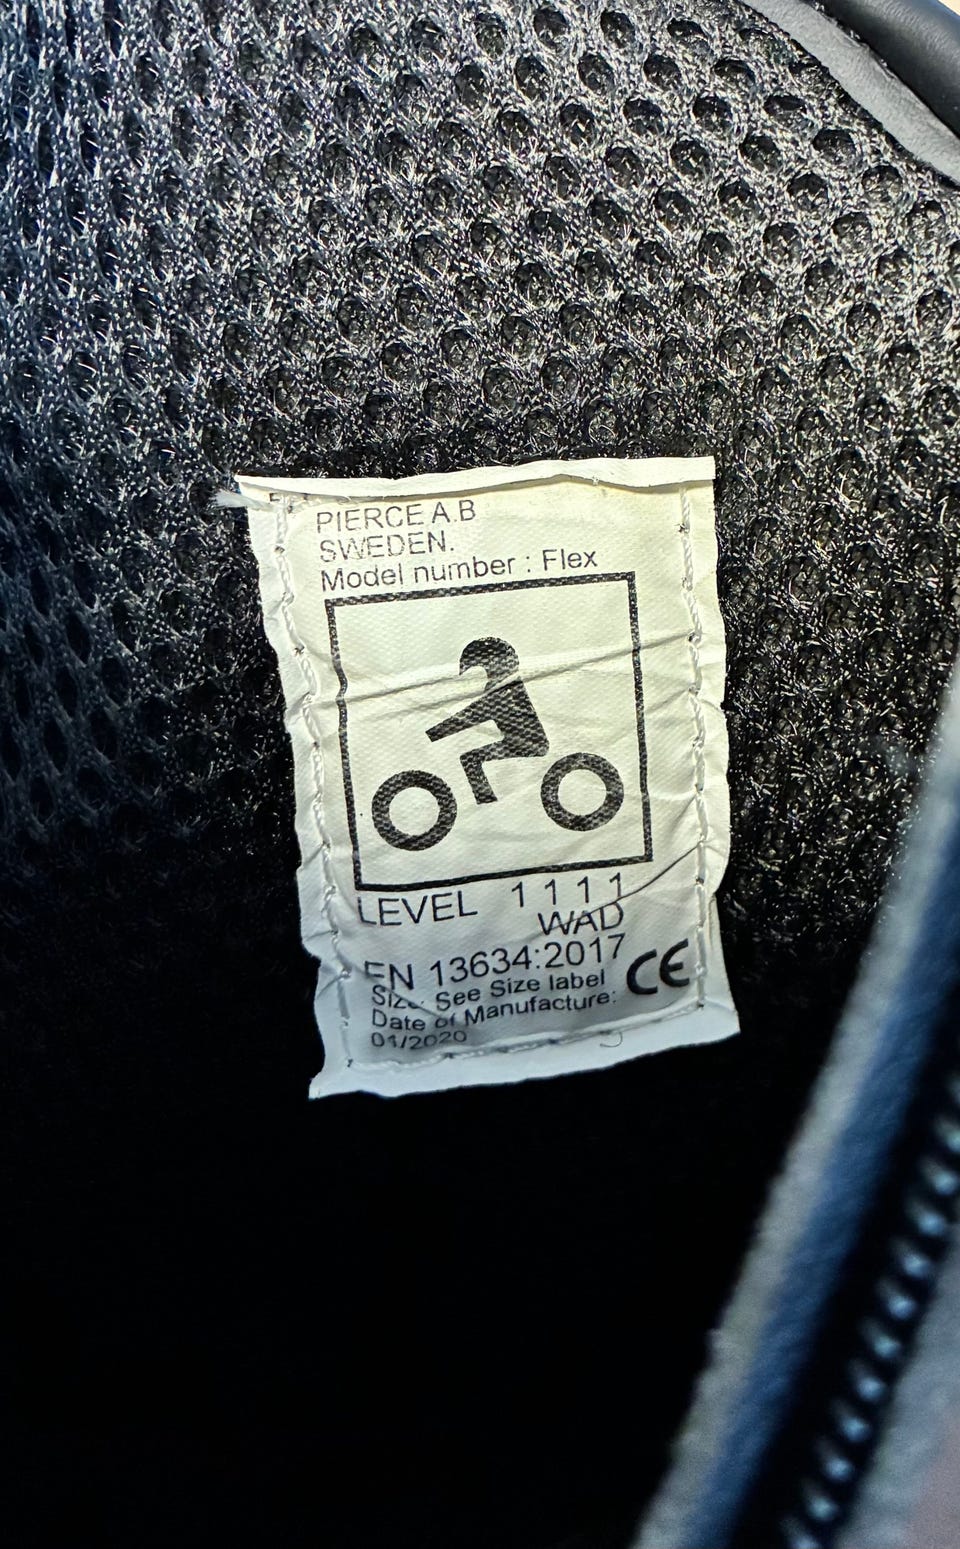 PIERCE A.B
SWEDEN.
Model number : Flex
LEVEL 1 1 1 1
WAD
EN 13634:2017
CE
Size: See Size label
Date of Manufacture:
01/2020